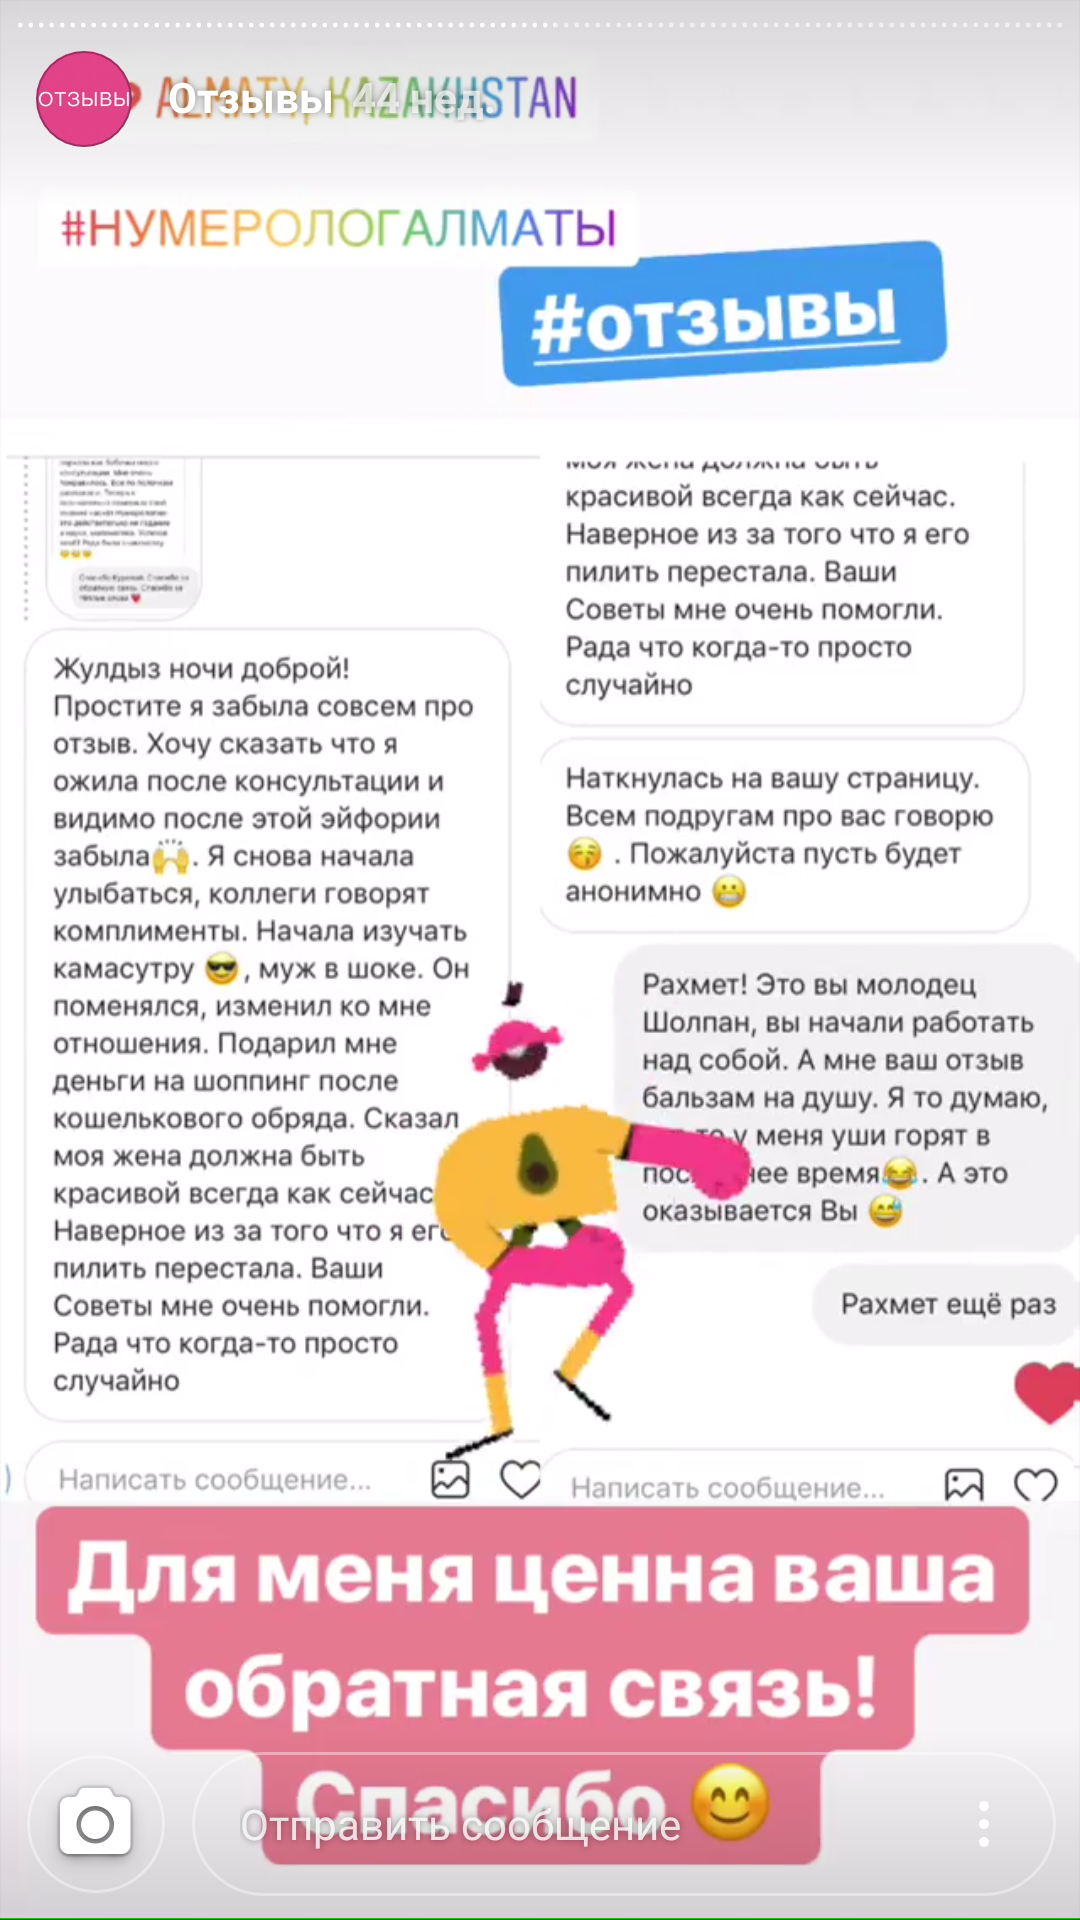 ОТЗЫВЫ
ALMATY, KAZAKHSTAN
Отзывы 44 нед.
#НУМЕРОЛОГАЛМАТЫ
#отзывы
Жулдыз ночи доброй!
Простите я забыла совсем про
отзыв. Хочу сказать что я
ожила после консультации и
видимо после этой эйфории
забыла🙌. Я снова начала
улыбаться, коллеги говорят
комплименты. Начала изучать
камасутру 😎, муж в шоке. Он
поменялся, изменил ко мне
отношения. Подарил мне
деньги на шоппинг после
кошелькового обряда. Сказал
моя жена должна быть
красивой всегда как сейчас
Наверное из за того что я его
пилить перестала. Ваши
Советы мне очень помогли.
Рада что когда-то просто
случайно
Написать сообщение...
моя жена должна быть
красивой всегда как сейчас.
Наверное из за того что я его
пилить перестала. Ваши
Советы мне очень помогли.
Рада что когда-то просто
случайно
Наткнулась на вашу страницу.
Всем подругам про вас говорю
😚 . Пожалуйста пусть будет
анонимно 😬
Рахмет! Это вы молодец
Шолпан, вы начали работать
над собой. А мне ваш отзыв
бальзам на душу. Я то думаю,
у меня уши горят в
время😂. А это
оказывается Вы 😅
Рахмет ещё раз
Написать сообщение...
Для меня ценна ваша
обратная связь!
Спасибо 😊
Отправить сообщение